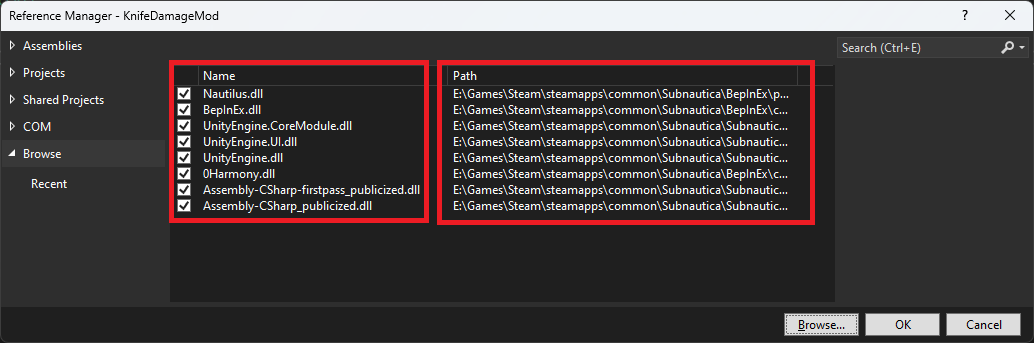 Reference Manager - KnifeDamageMod
? ×
Assemblies
Projects
Shared Projects
COM
Browse
Recent
Name Path
Nautilus.dll E:\Games\Steam\steamapps\common\Subnautica\BepInEx\p...
BepInEx.dll E:\Games\Steam\steamapps\common\Subnautica\BepInEx\c...
UnityEngine.CoreModule.dll E:\Games\Steam\steamapps\common\Subnautica\Subnautic...
UnityEngine.UI.dll E:\Games\Steam\steamapps\common\Subnautica\Subnautic...
UnityEngine.dll E:\Games\Steam\steamapps\common\Subnautica\Subnautic...
0Harmony.dll E:\Games\Steam\steamapps\common\Subnautica\BepInEx\c...
Assembly-CSharp-firstpass_publicized.dll E:\Games\Steam\steamapps\common\Subnautica\Subnautic...
Assembly-CSharp_publicized.dll E:\Games\Steam\steamapps\common\Subnautica\Subnautic...
Search (Ctrl+E)
Browse... OK Cancel